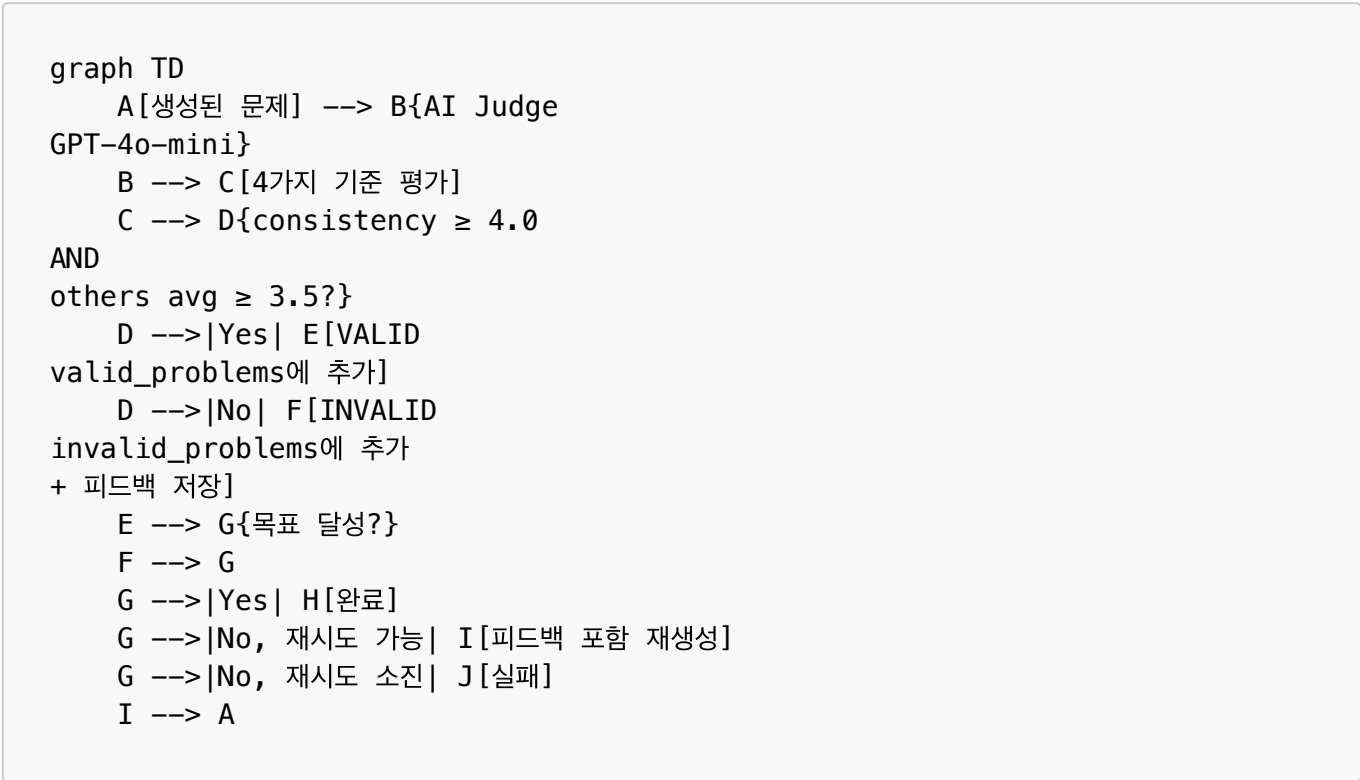 graph TD
    A[생성된 문제] --> B{AI Judge
GPT-4o-mini}
    B --> C[4가지 기준 평가]
    C --> D{consistency ≥ 4.0
AND
others avg ≥ 3.5?}
    D -->|Yes| E[VALID
valid_problems에 추가]
    D -->|No| F[INVALID
invalid_problems에 추가
+ 피드백 저장]
    E --> G{목표 달성?}
    F --> G
    G -->|Yes| H[완료]
    G -->|No, 재시도 가능| I[피드백 포함 재생성]
    G -->|No, 재시도 소진| J[실패]
    I --> A